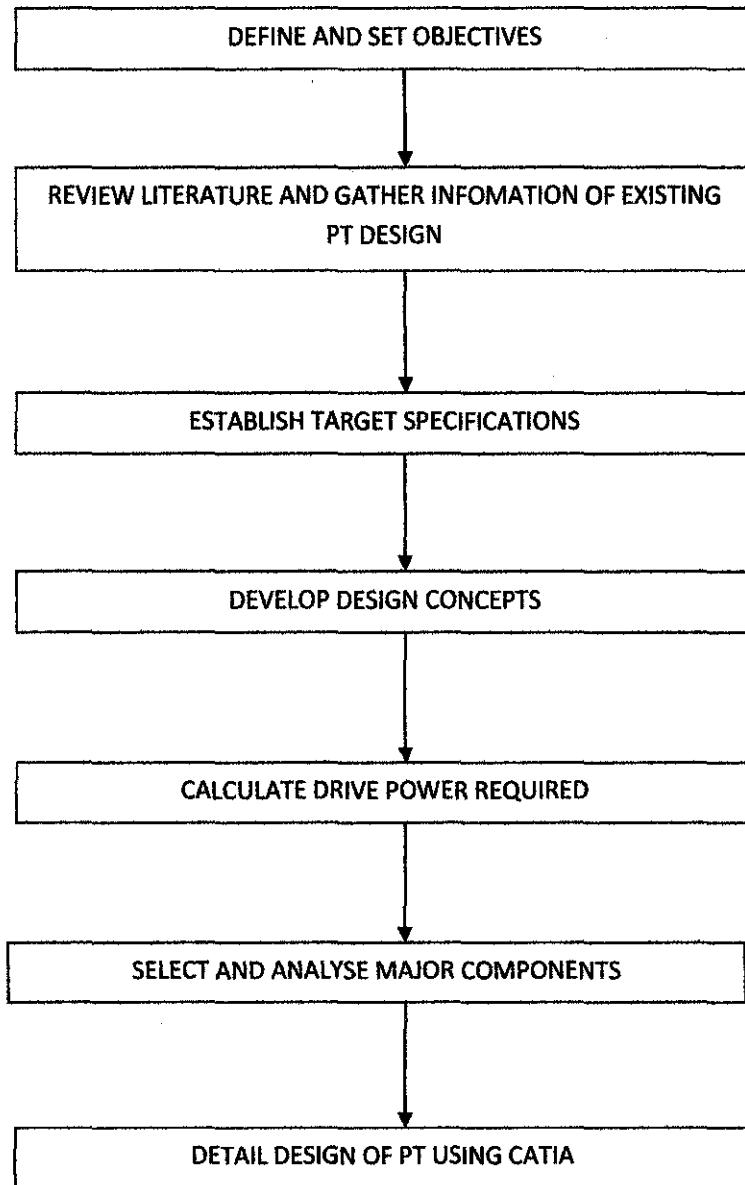 DEFINE AND SET OBJECTIVES
REVIEW LITERATURE AND GATHER INFOMATION OF EXISTING
PT DESIGN
ESTABLISH TARGET SPECIFICATIONS
DEVELOP DESIGN CONCEPTS
CALCULATE DRIVE POWER REQUIRED
SELECT AND ANALYSE MAJOR COMPONENTS
DETAIL DESIGN OF PT USING CATIA